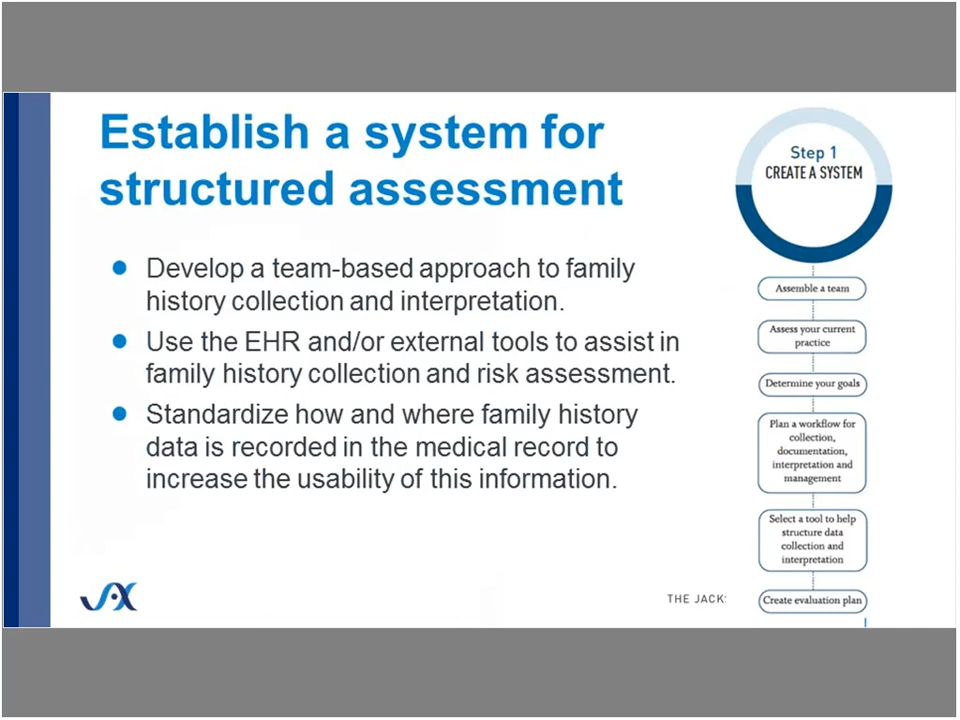 Establish a system for
structured assessment
Develop a team-based approach to family
history collection and interpretation.
Use the EHR and/or external tools to assist in
family history collection and risk assessment.
Standardize how and where family history
data is recorded in the medical record to
increase the usability of this information.
Step 1
CREATE A SYSTEM
Assemble a team
Assess your current
practice
Determine your goals
Plan a workflow for
collection,
documentation,
interpretation and
management
Select a tool to help
structure data
collection and
interpretation
Create evaluation plan
JAX
THE JACK